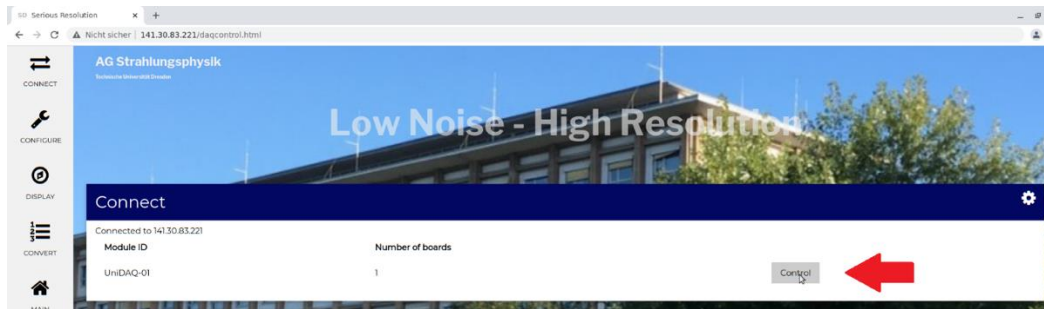 SD Serious Resolution
Nicht sicher | 141.30.83.221/daqcontrol.html
CONNECT
CONFIGURE
DISPLAY
CONVERT
AG Strahlungsphysik
Technische Universität Dresden
Low Noise - High Resolution
Connect
Connected to 141.30.83.221
Module ID Number of boards
UniDAQ-01 1 Control